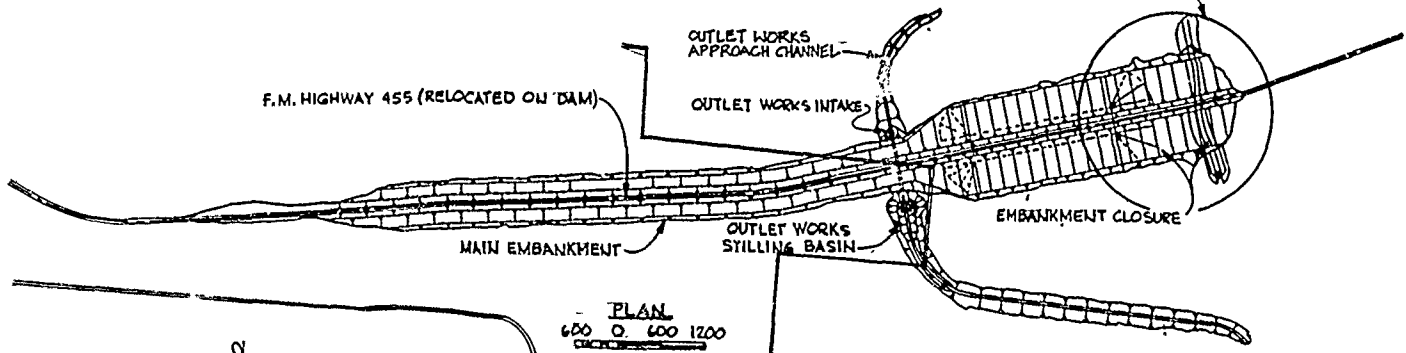 OUTLET WORKS
APPROACH CHANNEL
F.M. HIGHWAY 455 (RELOCATED ON DAM)
OUTLET WORKS INTAKE
EMBANKMENT CLOSURE
OUTLET WORKS
STILLING BASIN
MAIN EMBANKMENT
PLAN
600 0. 600 1200